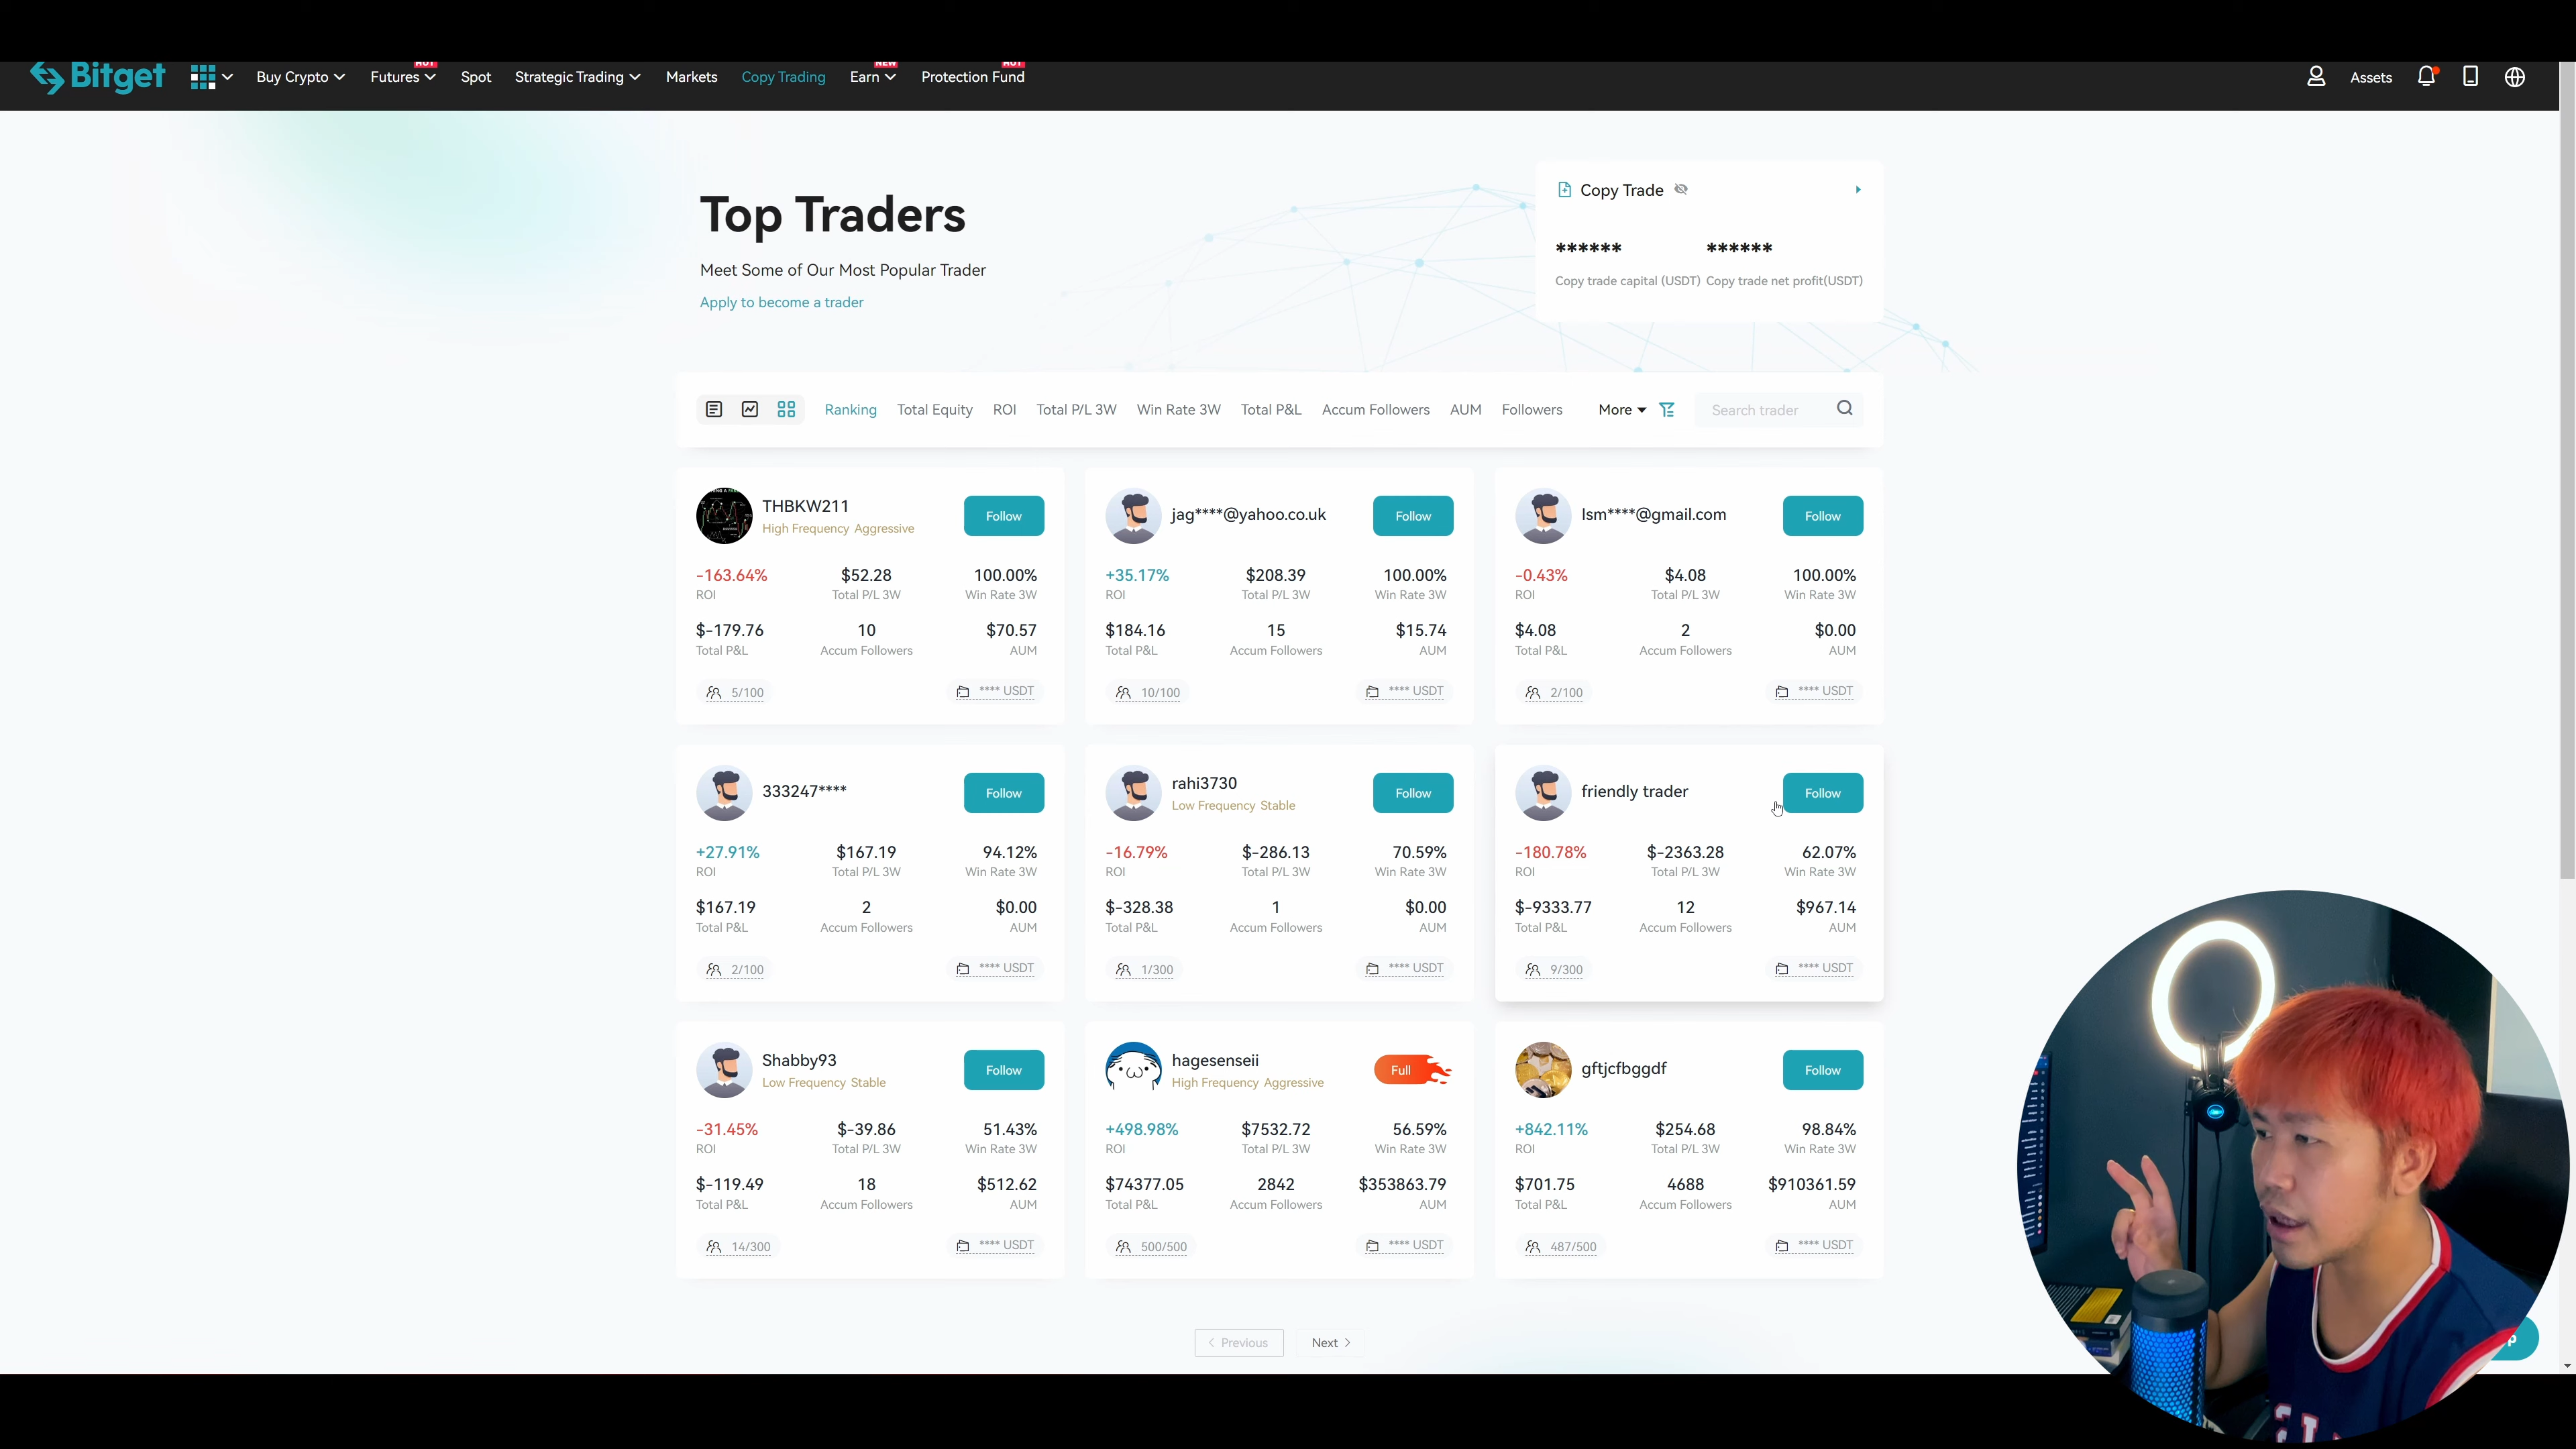 Bitget
Buy Crypto
Futures
HOT
Spot
Strategic Trading
Markets
Copy Trading
Earn
NEW
Protection Fund
HOT
Assets
Top Traders
Meet Some of Our Most Popular Trader
Apply to become a trader
Copy Trade
****** ******
Copy trade capital (USDT) Copy trade net profit(USDT)
Ranking Total Equity ROI Total P/L 3W Win Rate 3W Total P&L Accum Followers AUM Followers More Search trader
THBKW211
High Frequency Aggressive
Follow
-163.64% $52.28 100.00%
ROI Total P/L 3W Win Rate 3W
$-179.76 10 $70.57
Total P&L Accum Followers AUM
5/100 **** USDT
jag****@yahoo.co.uk
Follow
+35.17% $208.39 100.00%
ROI Total P/L 3W Win Rate 3W
$184.16 15 $15.74
Total P&L Accum Followers AUM
10/100 **** USDT
lsm****@gmail.com
Follow
-0.43% $4.08 100.00%
ROI Total P/L 3W Win Rate 3W
$4.08 2 $0.00
Total P&L Accum Followers AUM
2/100 **** USDT
333247****
Follow
+27.91% $167.19 94.12%
ROI Total P/L 3W Win Rate 3W
$167.19 2 $0.00
Total P&L Accum Followers AUM
2/100 **** USDT
rahi3730
Low Frequency Stable
Follow
-16.79% $-286.13 70.59%
ROI Total P/L 3W Win Rate 3W
$-328.38 1 $0.00
Total P&L Accum Followers AUM
1/300 **** USDT
friendly trader
Follow
-180.78% $-2363.28 62.07%
ROI Total P/L 3W Win Rate 3W
$-9333.77 12 $967.14
Total P&L Accum Followers AUM
9/300 **** USDT
Shabby93
Low Frequency Stable
Follow
-31.45% $-39.86 51.43%
ROI Total P/L 3W Win Rate 3W
$-119.49 18 $512.62
Total P&L Accum Followers AUM
14/300 **** USDT
hagesenseii
High Frequency Aggressive
Full
+498.98% $7532.72 56.59%
ROI Total P/L 3W Win Rate 3W
$74377.05 2842 $353863.79
Total P&L Accum Followers AUM
500/500 **** USDT
gftjcfbggdf
Follow
+842.11% $254.68 98.84%
ROI Total P/L 3W Win Rate 3W
$701.75 4688 $910361.59
Total P&L Accum Followers AUM
487/500 **** USDT
Previous Next